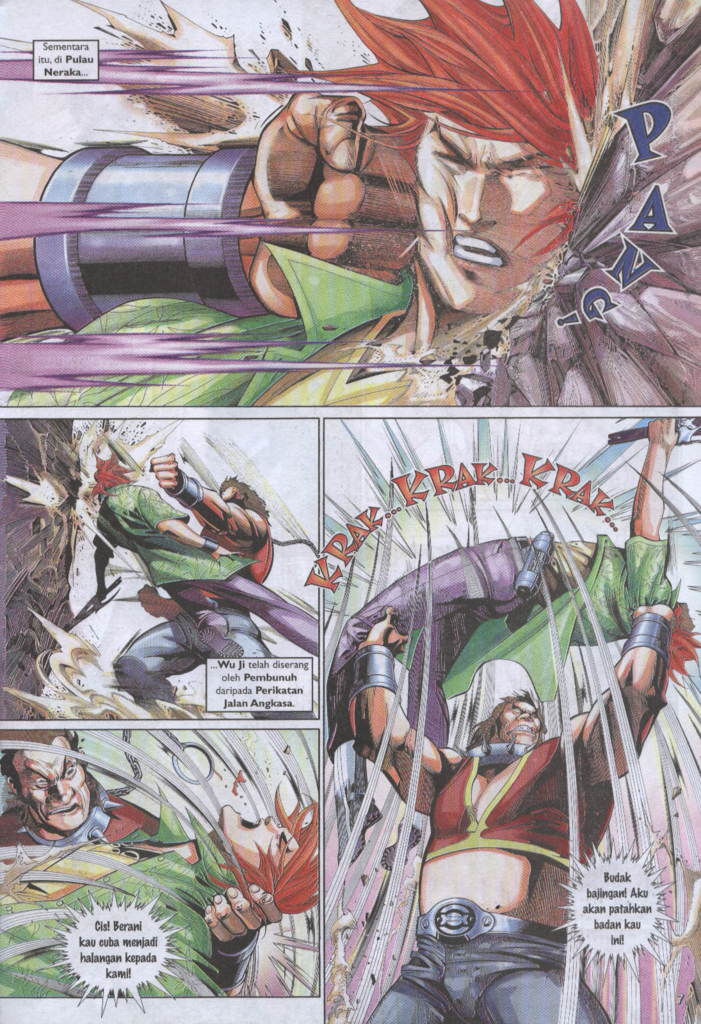 Sementara
itu, di Pulau
Neraka...
PANG!
KRAK... KRAK... KRAK...
...Wu Ji telah diserang
oleh Pembunuh
daripada Perikatan
Jalan Angkasa.
Cis! Berani
kau cuba menjadi
halangan kepada
kami!
Budak
bajingan! Aku
akan patahkan
badan kau
ini!
7